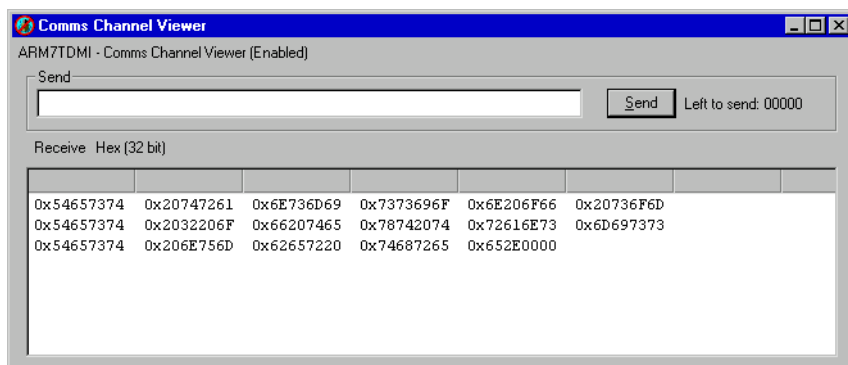 Comms Channel Viewer
ARM7TDMI - Comms Channel Viewer (Enabled)
Send
Send Left to send: 00000
Receive Hex (32 bit)
0x54657374 0x20747261 0x6E736D69 0x7373696F 0x6E206F66 0x20736F6D
0x54657374 0x2032206F 0x66207465 0x78742074 0x72616E73 0x6D697373
0x54657374 0x206E756D 0x62657220 0x74687265 0x652E0000